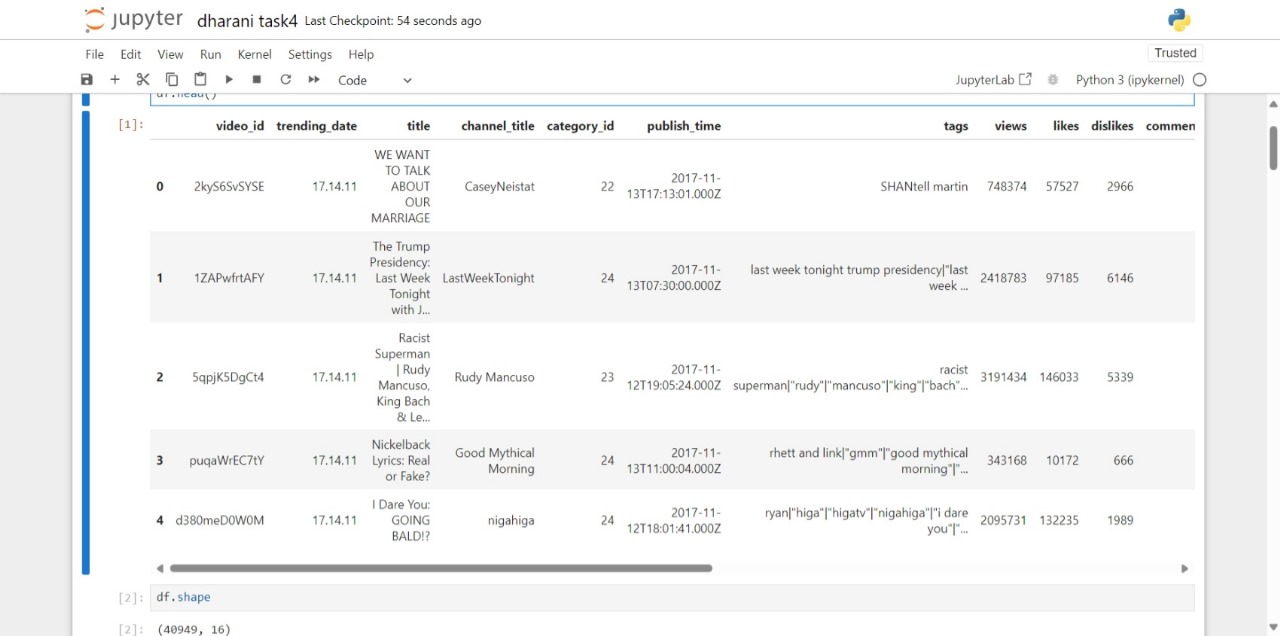 jupyter dharani task4 Last Checkpoint: 54 seconds ago
File Edit View Run Kernel Settings Help
Trusted
Code
JupyterLab
Python 3 (ipykernel)
df.head()
[1]:
video_id trending_date title channel_title category_id publish_time tags views likes dislikes commen
0 2kyS6SvSYSE 17.14.11 WE WANT
TO TALK
ABOUT
OUR
MARRIAGE
CaseyNeistat 22 2017-11-
13T17:13:01.000Z
SHANtell martin 748374 57527 2966
1 1ZAPwfrtAFY 17.14.11 The Trump
Presidency:
Last Week
Tonight
with J...
LastWeekTonight 24 2017-11-
13T07:30:00.000Z
last week tonight trump presidency|"last
week ...
2418783 97185 6146
2 5qpjK5DgCt4 17.14.11 Racist
Superman
| Rudy
Mancuso,
King Bach
& Le...
Rudy Mancuso 23 2017-11-
12T19:05:24.000Z
racist
superman|"rudy"|"mancuso"|"king"|"bach"...
3191434 146033 5339
3 puqaWrEC7tY 17.14.11 Nickelback
Lyrics: Real
or Fake?
Good Mythical
Morning
24 2017-11-
13T11:00:04.000Z
rhett and link|"gmm"|"good mythical
morning"|"...
343168 10172 666
4 d380meD0W0M 17.14.11 I Dare You:
GOING
BALD!?
nigahiga 24 2017-11-
12T18:01:41.000Z
ryan|"higa"|"higatv"|"nigahiga"|"i dare
you"|"...
2095731 132235 1989
[2]: df.shape
[2]: (40949, 16)